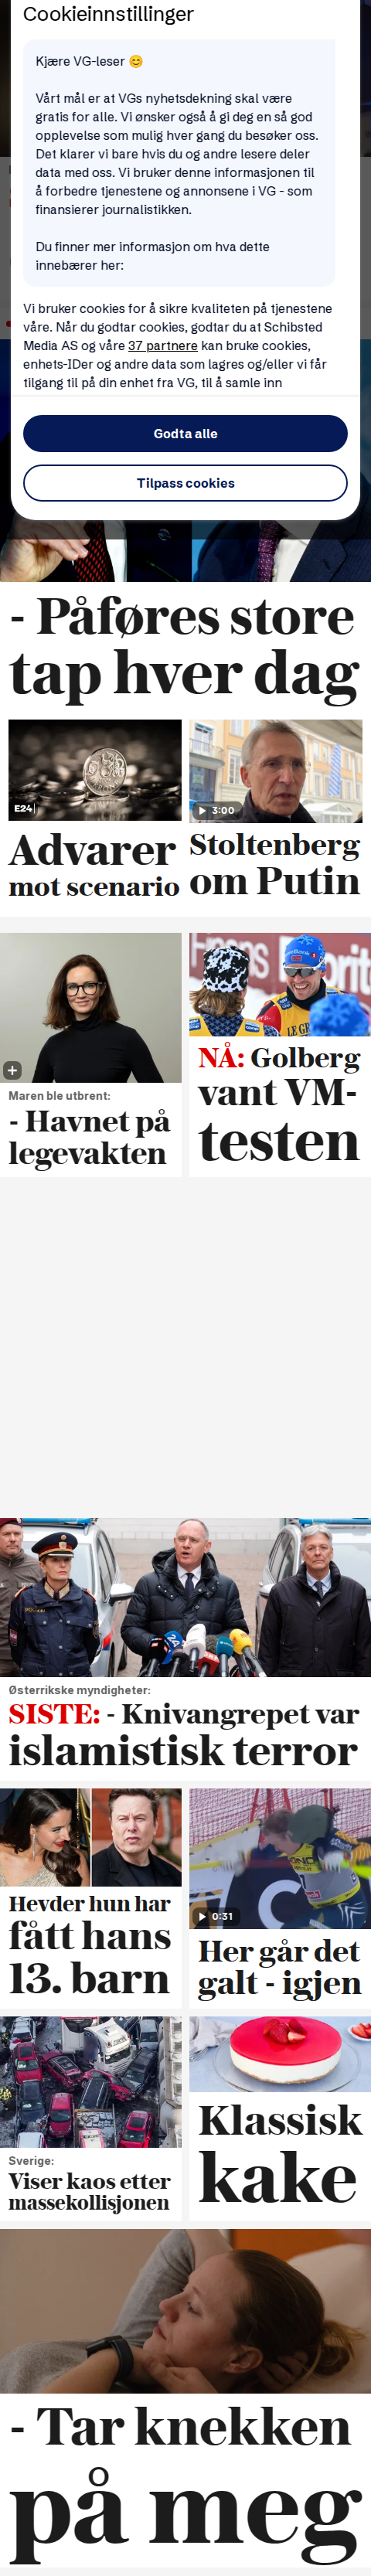 Cookieinnstillinger
Kjære VG-leser 😊
Vårt mål er at VGs nyhetsdekning skal være
gratis for alle. Vi ønsker også å gi deg en så god
opplevelse som mulig hver gang du besøker oss.
Det klarer vi bare hvis du og andre lesere deler
data med oss. Vi bruker denne informasjonen til
å forbedre tjenestene og annonsene i VG - som
finansierer journalistikken.
Du finner mer informasjon om hva dette
innebærer her:
Vi bruker cookies for å sikre kvaliteten på tjenestene
våre. Når du godtar cookies, godtar du at Schibsted
Media AS og våre 37 partnere kan bruke cookies,
enhets-IDer og andre data som lagres og/eller vi får
tilgang til på din enhet fra VG, til å samle inn
Godta alle
Tilpass cookies
- Påføres store
tap hver dag
E24
Advarer
mot scenario
3:00
Stoltenberg
om Putin
Maren ble utbrent:
- Havnet på
legevakten
NÅ: Golberg
vant VM-
testen
Østerrikske myndigheter:
SISTE: - Knivangrepet var
islamistisk terror
Hevder hun har
fått hans
13. barn
0:31
Her går det
galt - igjen
Sverige:
Viser kaos etter
massekollisjonen
Klassisk
kake
- Tar knekken
på meg